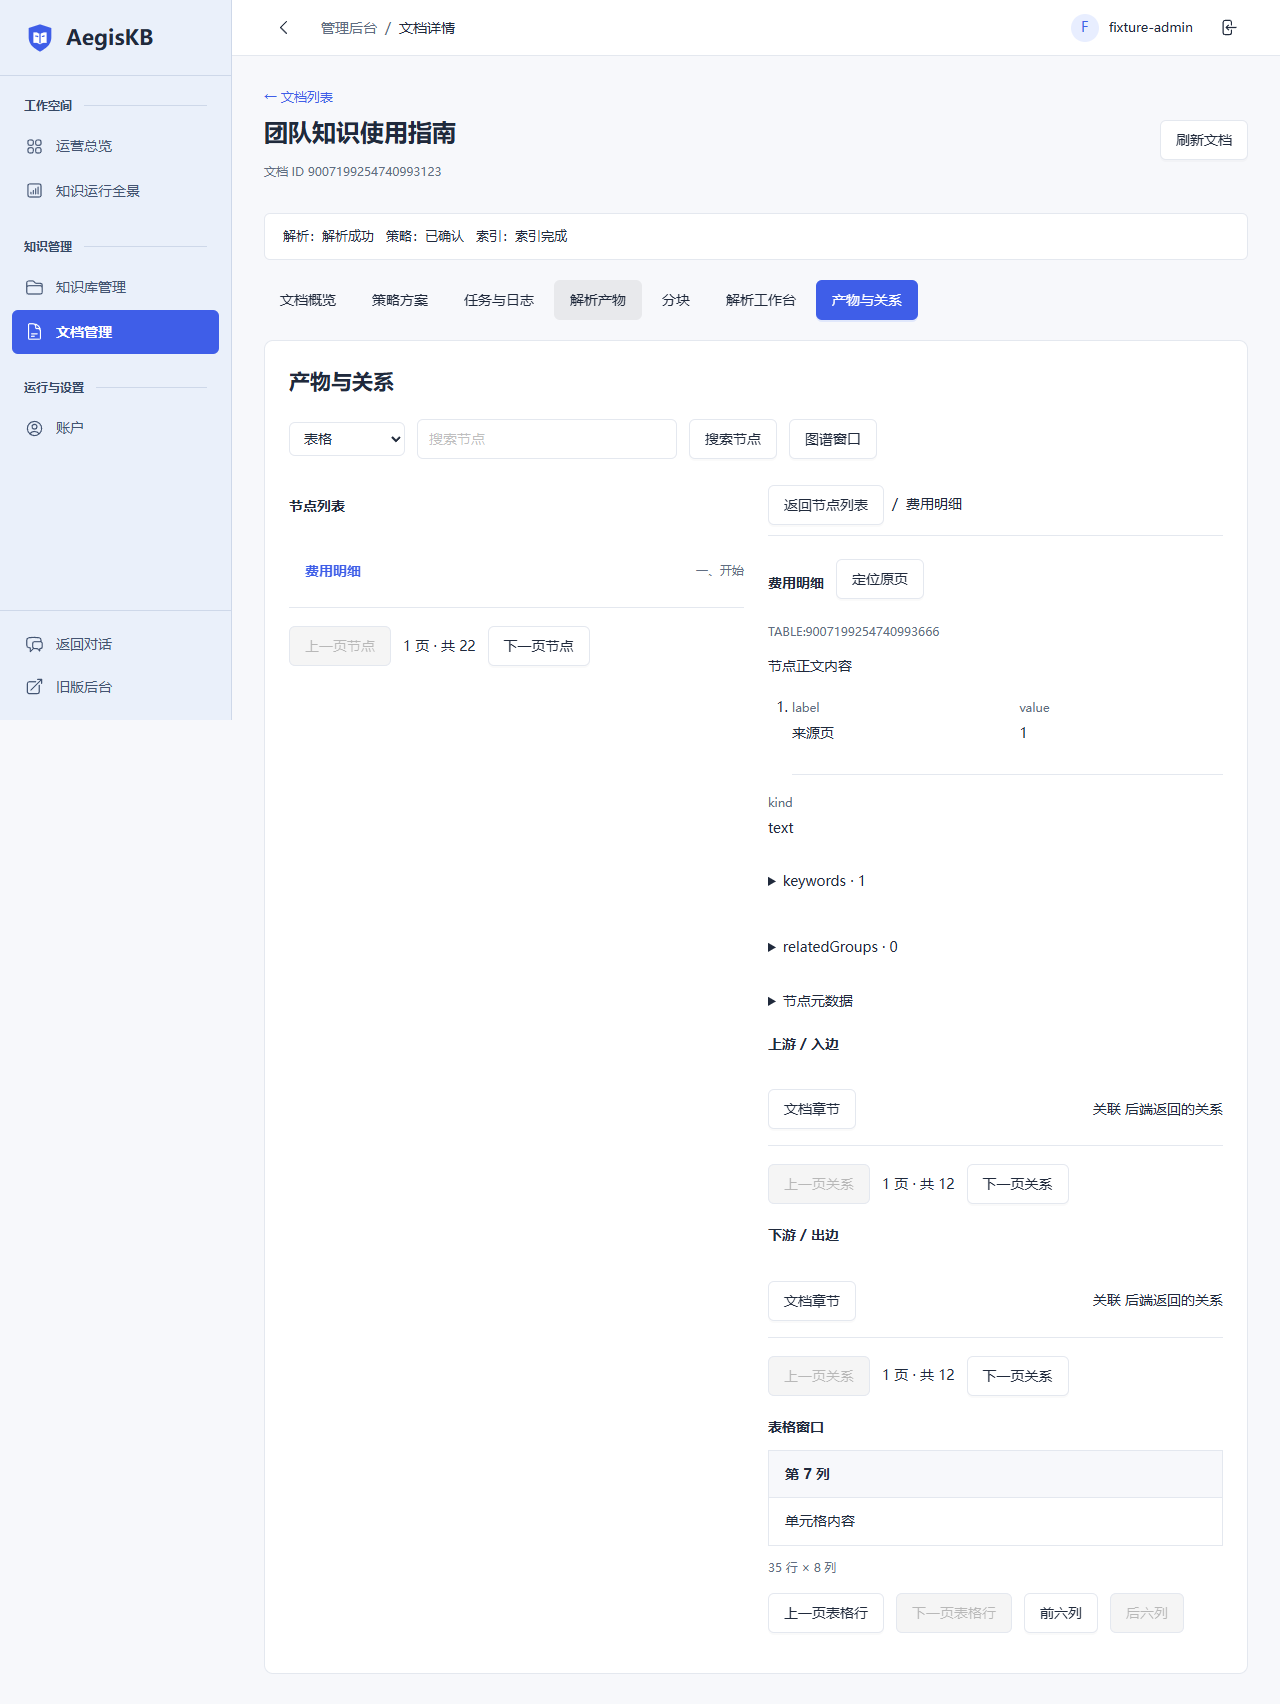 AegisKB
工作空间
运营总览
知识运行全景
知识管理
知识库管理
文档管理
运行与设置
账户
返回对话
旧版后台
管理后台 / 文档详情
F fixture-admin
← 文档列表
团队知识使用指南
文档 ID 9007199254740993123
刷新文档
解析：解析成功 策略：已确认 索引：索引完成
文档概览 策略方案 任务与日志 解析产物 分块 解析工作台 产物与关系
产物与关系
表格 搜索节点 搜索节点 图谱窗口
节点列表
费用明细 一、开始
上一页节点 1 页 · 共 22 下一页节点
返回节点列表 / 费用明细
费用明细 定位原页
TABLE:9007199254740993666
节点正文内容
1. label value
来源页 1
kind
text
▶ keywords · 1
▶ relatedGroups · 0
▶ 节点元数据
上游 / 入边
文档章节 关联 后端返回的关系
上一页关系 1 页 · 共 12 下一页关系
下游 / 出边
文档章节 关联 后端返回的关系
上一页关系 1 页 · 共 12 下一页关系
表格窗口
第 7 列
单元格内容
35 行 × 8 列
上一页表格行 下一页表格行 前六列 后六列